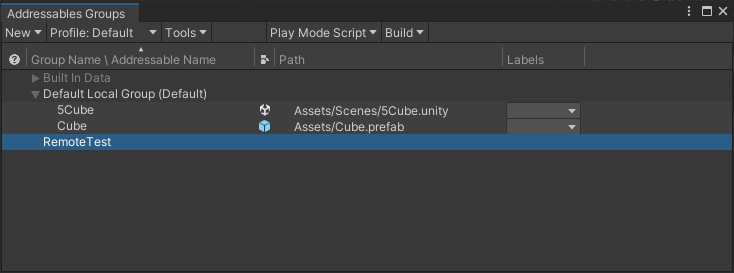 Addressables Groups
New Profile: Default Tools Play Mode Script Build
Group Name \ Addressable Name Path Labels
Built In Data
Default Local Group (Default)
5Cube Assets/Scenes/5Cube.unity
Cube Assets/Cube.prefab
RemoteTest